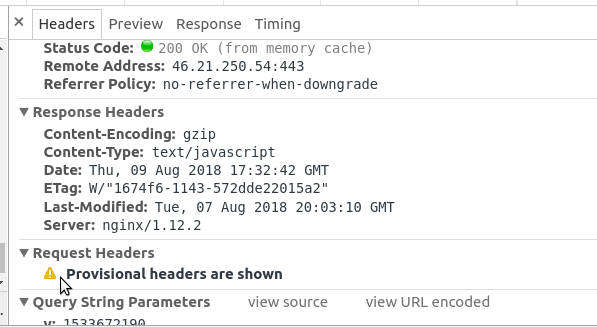 × Headers Preview Response Timing
Status Code: 200 OK (from memory cache)
Remote Address: 46.21.250.54:443
Referrer Policy: no-referrer-when-downgrade
▼ Response Headers
Content-Encoding: gzip
Content-Type: text/javascript
Date: Thu, 09 Aug 2018 17:32:42 GMT
ETag: W/"1674f6-1143-572dde22015a2"
Last-Modified: Tue, 07 Aug 2018 20:03:10 GMT
Server: nginx/1.12.2
▼ Request Headers
Provisional headers are shown
▼ Query String Parameters view source view URL encoded
v: 1533672190